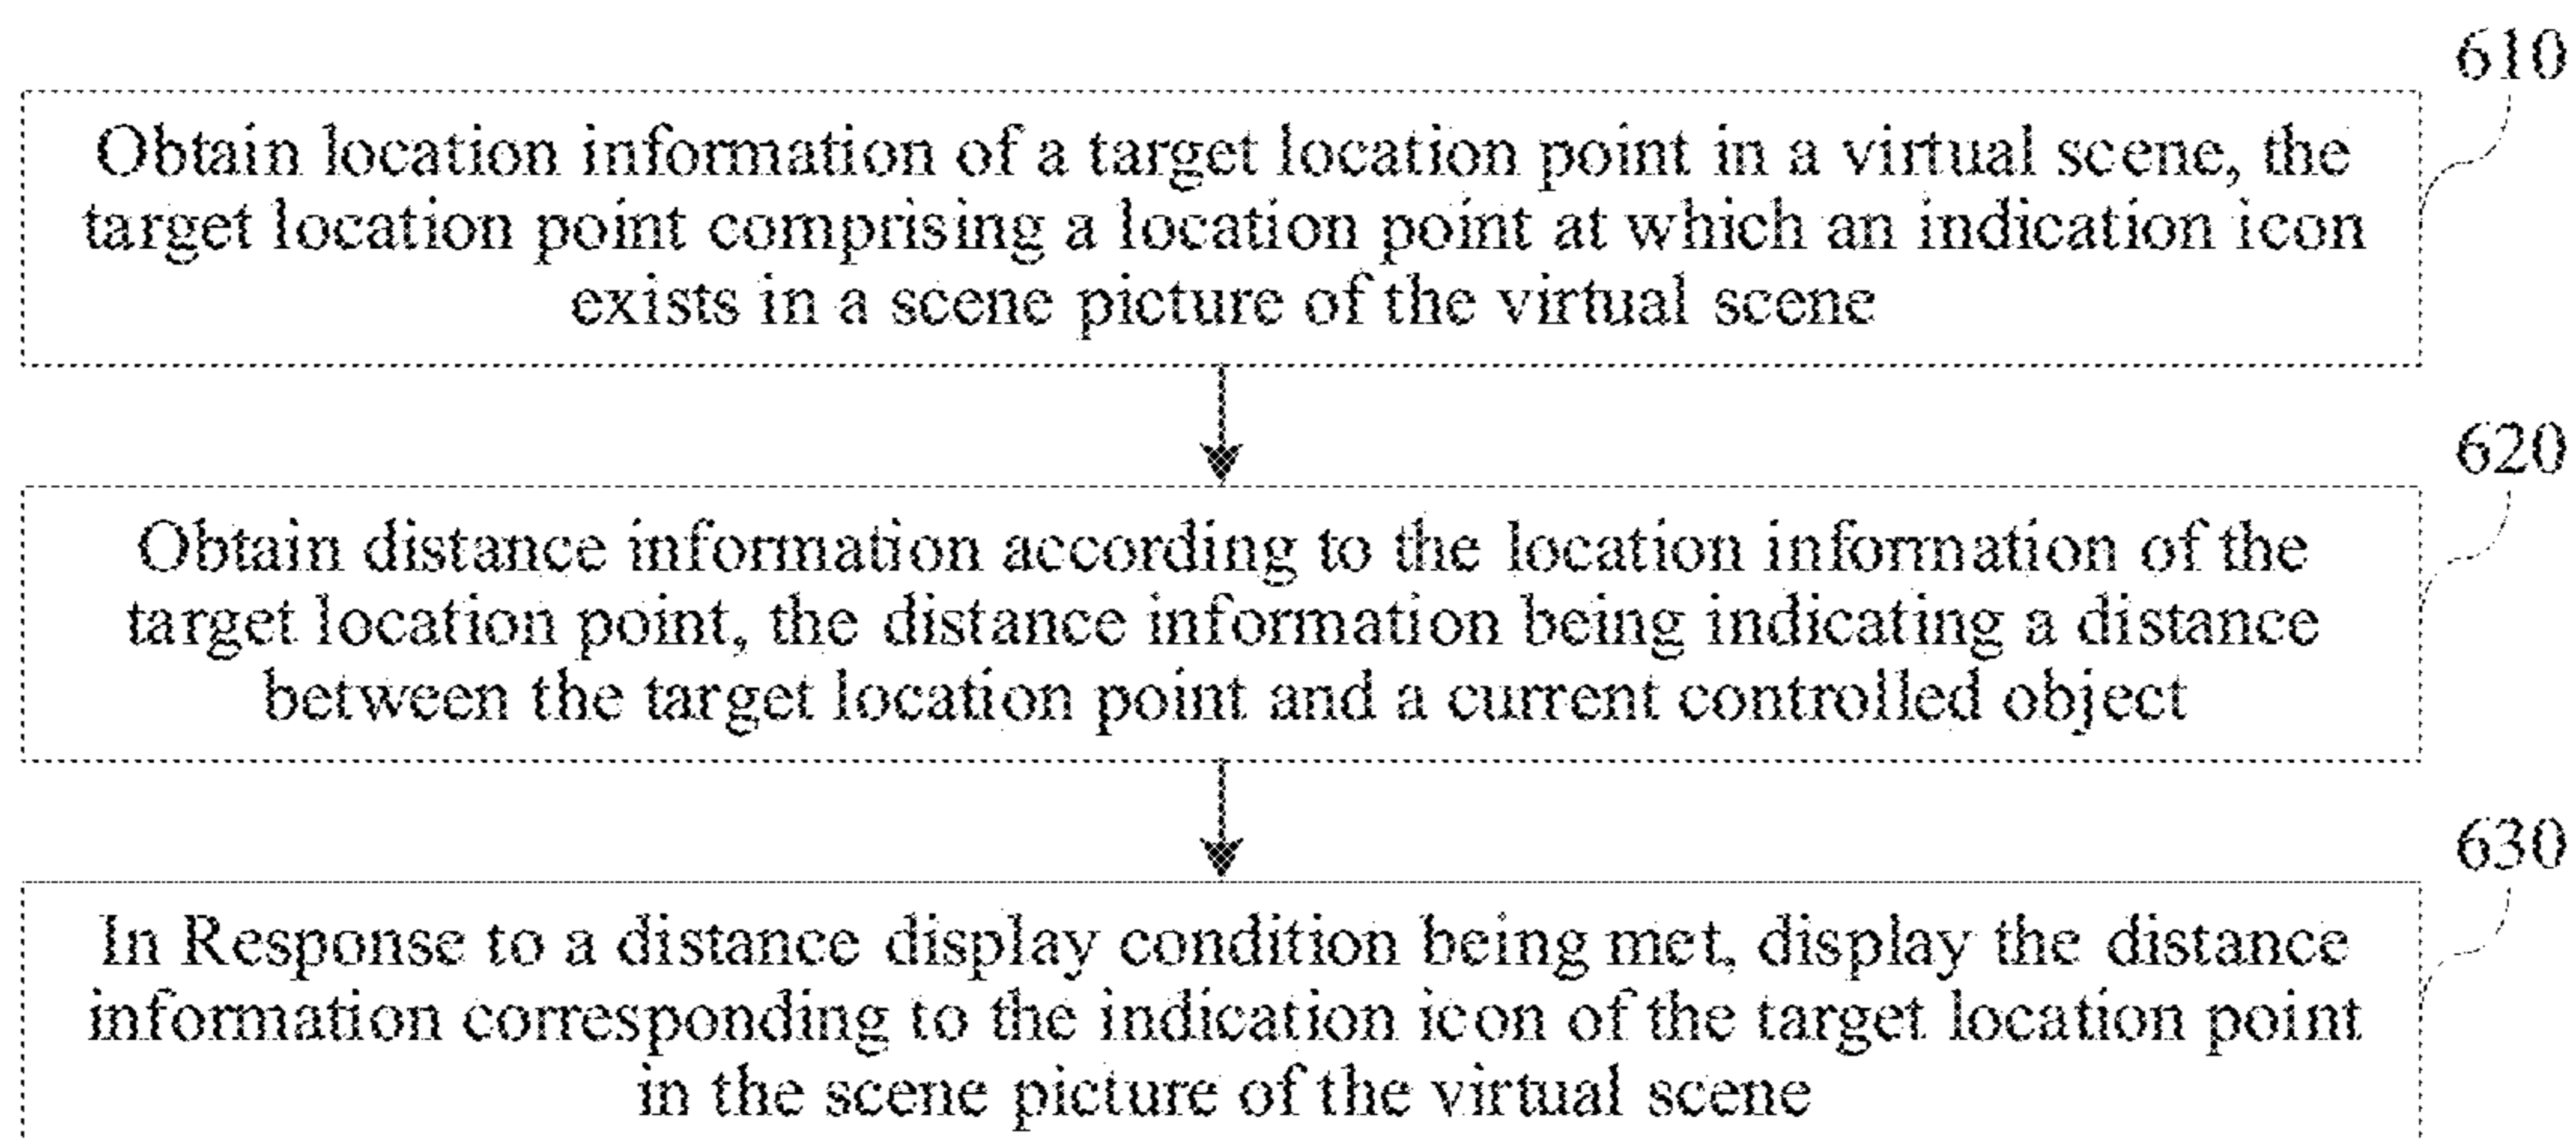 610
Obtain location information of a target location point in a virtual scene, the
target location point comprising a location point at which an indication icon
exists in a scene picture of the virtual scene
620
Obtain distance information according to the location information of the
target location point, the distance information being indicating a distance
between the target location point and a current controlled object
630
In Response to a distance display condition being met, display the distance
information corresponding to the indication icon of the target location point
in the scene picture of the virtual scene